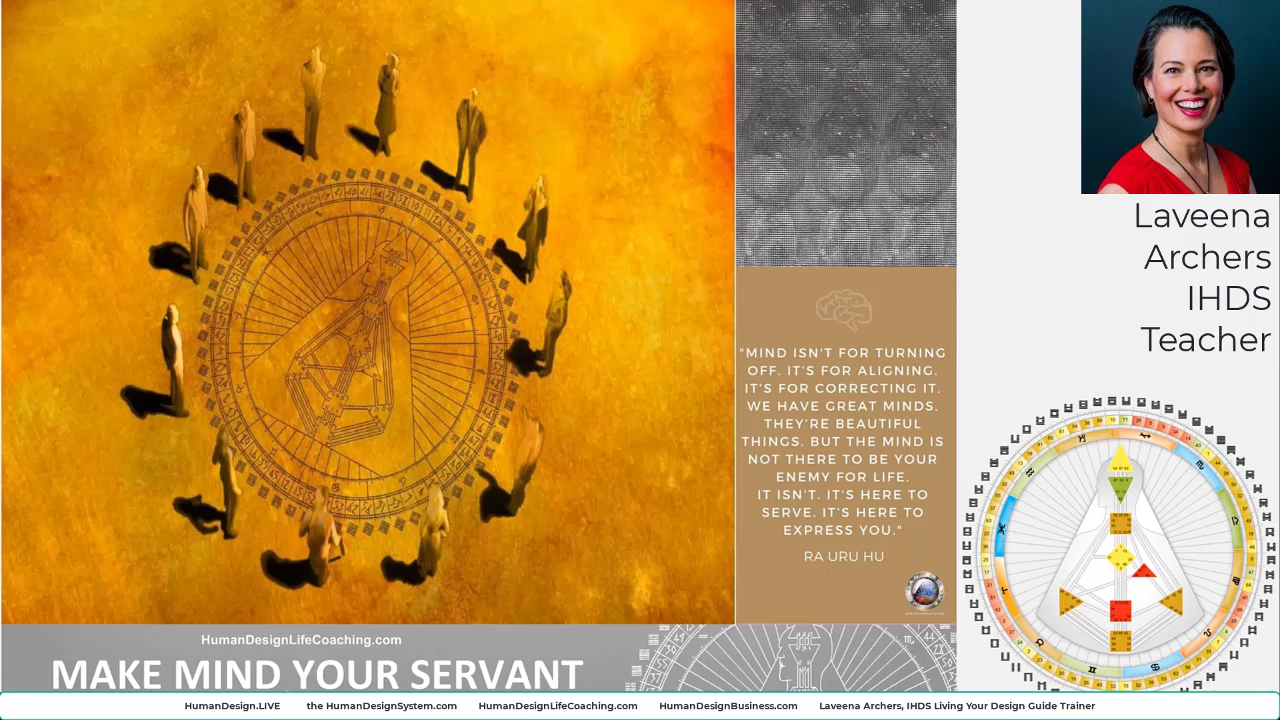 "MIND ISN'T FOR TURNING
OFF. IT'S FOR ALIGNING.
IT'S FOR CORRECTING IT.
WE HAVE GREAT MINDS.
THEY'RE BEAUTIFUL
THINGS. BUT THE MIND IS
NOT THERE TO BE YOUR
ENEMY FOR LIFE.
IT ISN'T. IT'S HERE TO
SERVE. IT'S HERE TO
EXPRESS YOU."
RA URU HU
Laveena
Archers
IHDS
Teacher
HumanDesignLifeCoaching.com
MAKE MIND YOUR SERVANT
HumanDesign.LIVE the HumanDesignSystem.com HumanDesignLifeCoaching.com HumanDesignBusiness.com Laveena Archers, IHDS Living Your Design Guide Trainer